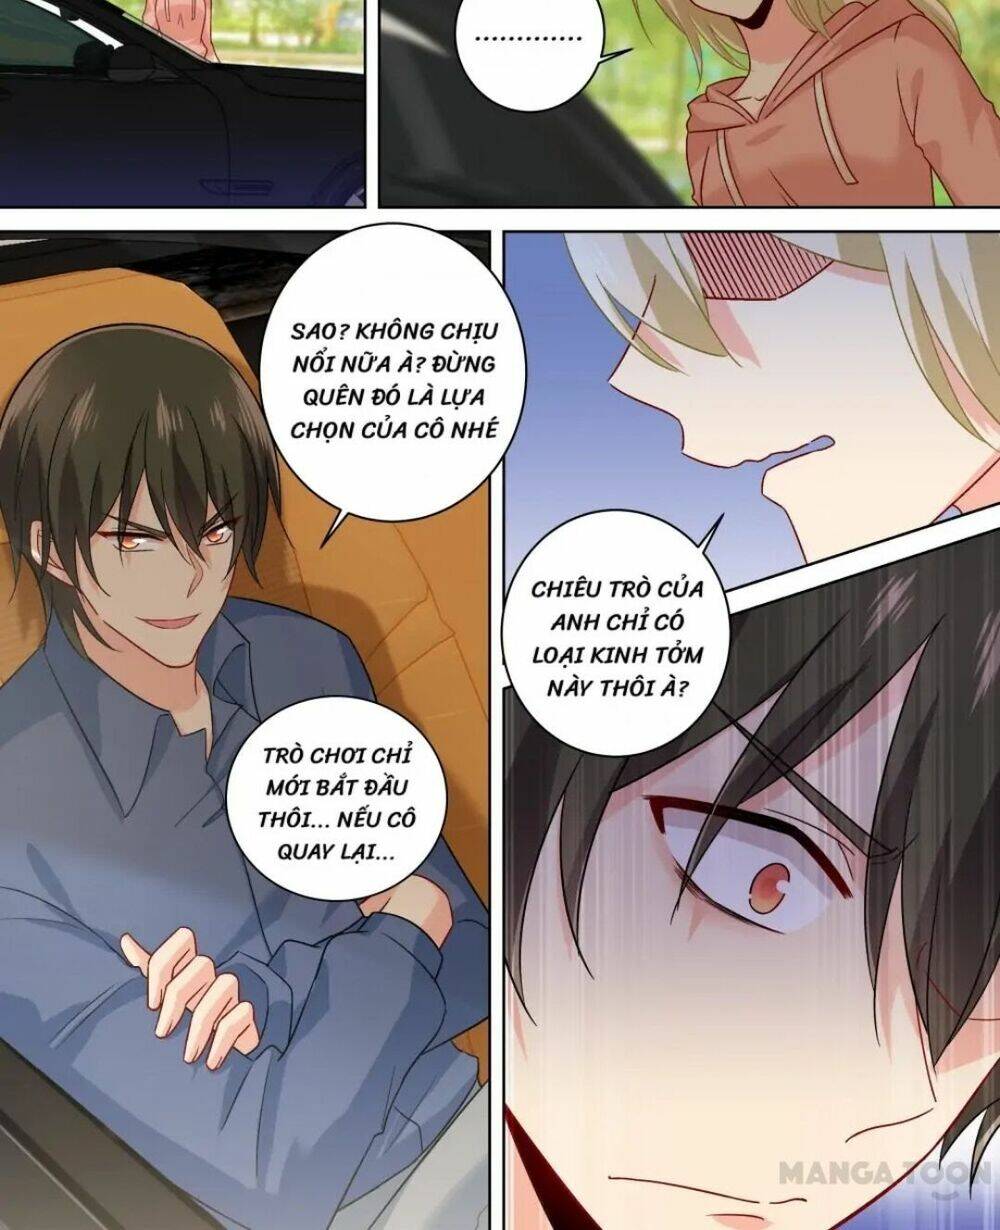 .............
SAO? KHÔNG CHỊU
NỔI NỮA À? ĐỪNG
QUÊN ĐÓ LÀ LỰA
CHỌN CỦA CÔ NHÉ
TRÒ CHƠI CHỈ
MỚI BẮT ĐẦU
THÔI... NẾU CÔ
QUAY LẠI...
CHIÊU TRÒ CỦA
ANH CHỈ CÓ
LOẠI KINH TỞM
NÀY THÔI À?
MANGA TOON